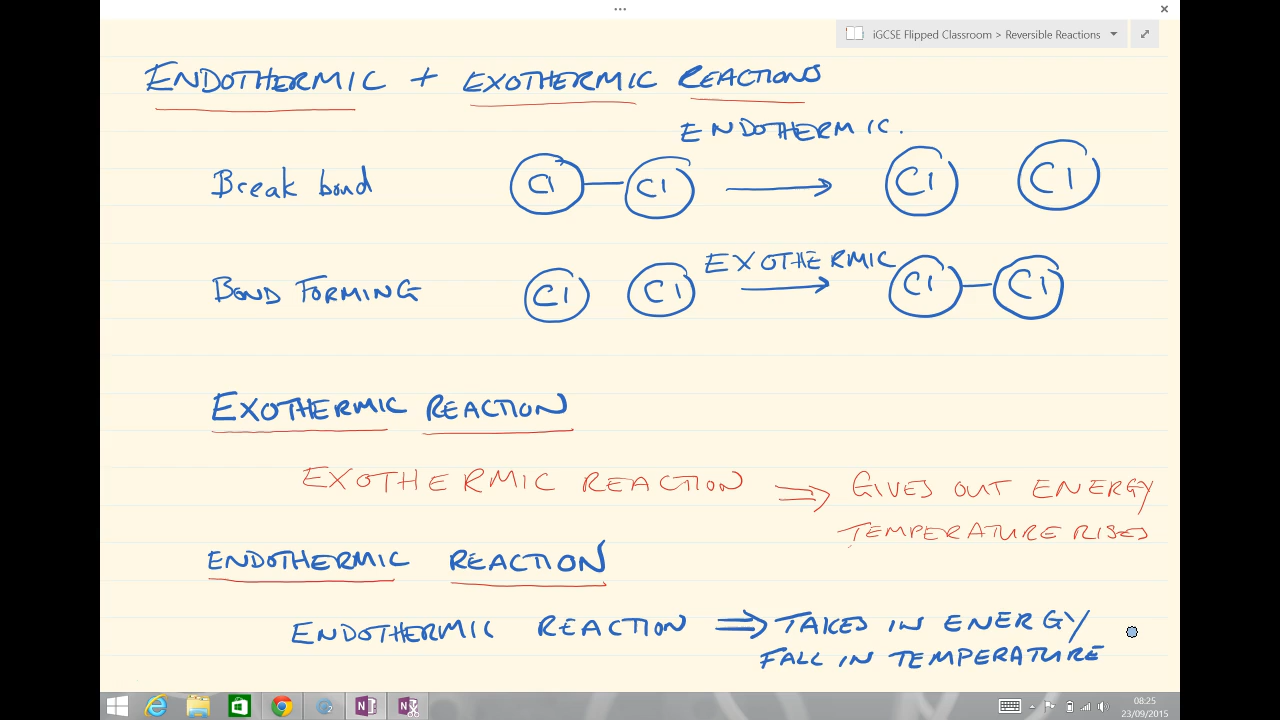 iGCSE Flipped Classroom > Reversible Reactions
ENDOTHERMIC + EXOTHERMIC REACTIONS
ENDOTHERMIC.
Break bond Cl Cl Cl Cl
EXOTHERMIC
BOND FORMING Cl Cl Cl Cl
EXOTHERMIC REACTION
EXOTHERMIC REACTION ⇒ GIVES OUT ENERGY
TEMPERATURE RISES
ENDOTHERMIC REACTION
ENDOTHERMIC REACTION ⇒ TAKES IN ENERGY
FALL IN TEMPERATURE
08:25
23/09/2015